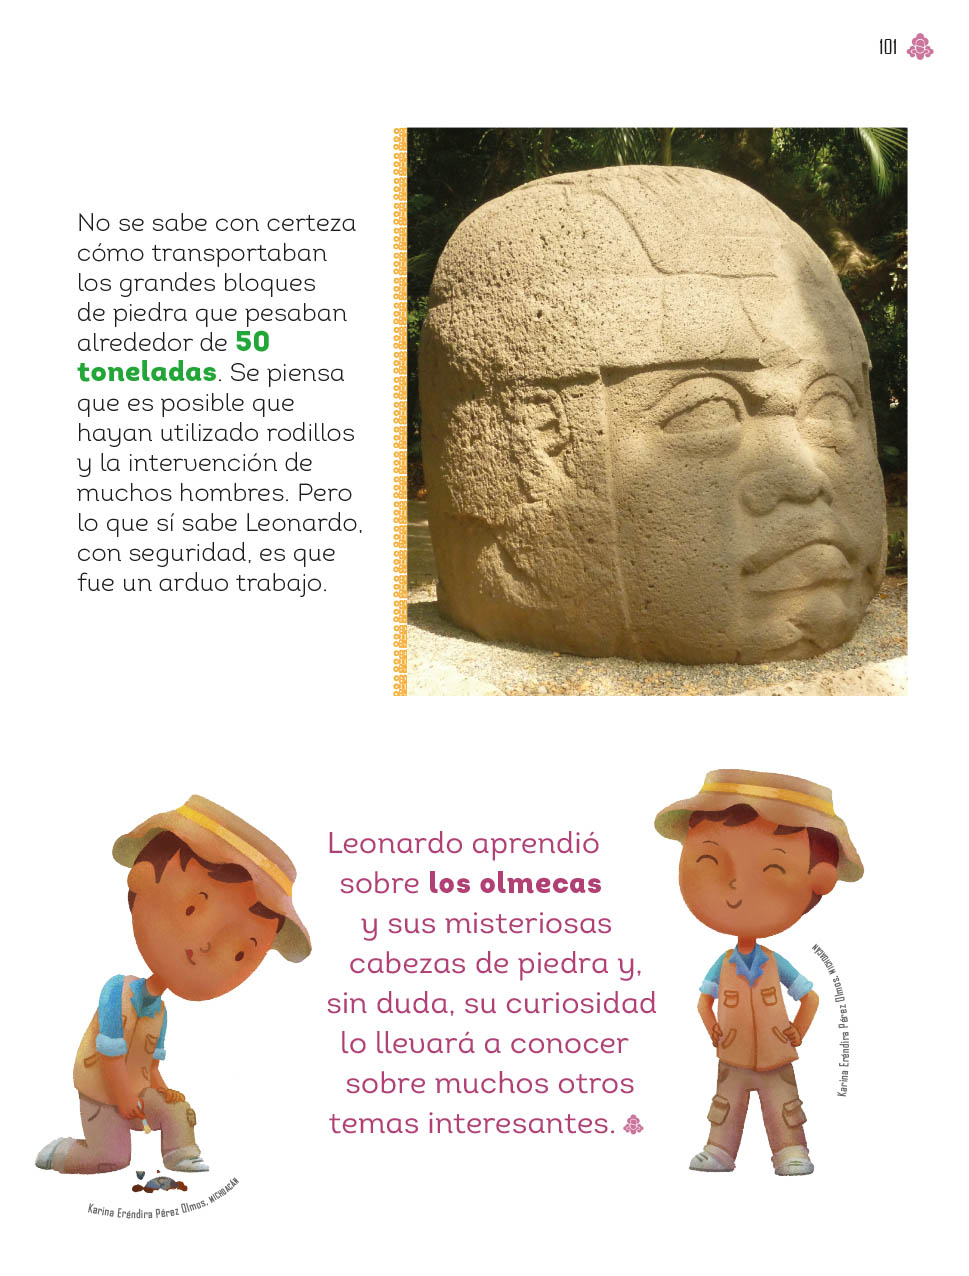 101
No se sabe con certeza
cómo transportaban
los grandes bloques
de piedra que pesaban
alrededor de 50
toneladas. Se piensa
que es posible que
hayan utilizado rodillos
y la intervención de
muchos hombres. Pero
lo que sí sabe Leonardo,
con seguridad, es que
fue un arduo trabajo.
Leonardo aprendió
sobre los olmecas
y sus misteriosas
cabezas de piedra y,
sin duda, su curiosidad
lo llevará a conocer
sobre muchos otros
temas interesantes.
Karina Eréndira Pérez Olmos, MICHOACÁN
Karina Eréndira Pérez Olmos, MICHOACÁN